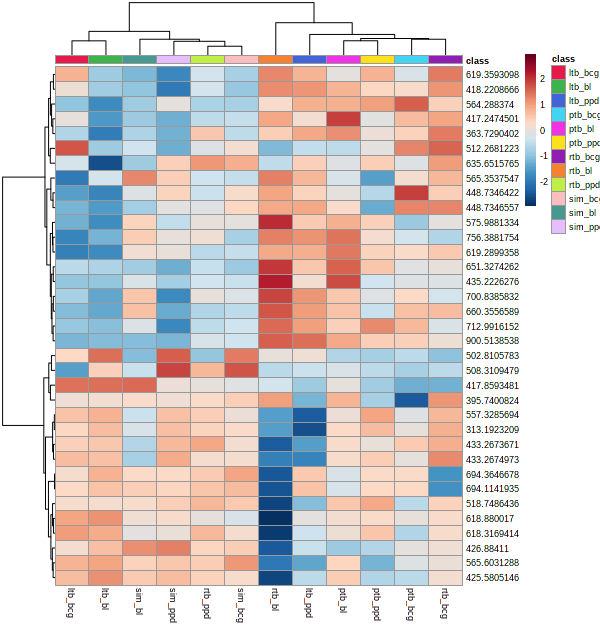 class
619.3593098
418.2208666
564.288374
417.2474501
363.7290402
512.2681223
635.6515765
565.3537547
448.7346422
448.7346557
575.9881334
756.3881754
619.2899358
651.3274262
435.2226276
700.8385832
660.3556589
712.9916152
900.5138538
502.8105783
508.3109479
417.8593481
395.7400824
557.3285694
313.1923209
433.2673671
433.2674973
694.3646678
694.1141935
518.7486436
618.880017
618.3169414
426.88411
565.6031288
425.5805146
ltb_bcg
ltb_bl
sim_bl
sim_ppd
rtb_ppd
sim_bcg
rtb_bl
ltb_ppd
ptb_bl
ptb_ppd
ptb_bcg
rtb_bcg
2
1
0
-1
-2
class
ltb_bcg
ltb_bl
ltb_ppd
ptb_bcg
ptb_bl
ptb_ppd
rtb_bcg
rtb_bl
rtb_ppd
sim_bcg
sim_bl
sim_ppd